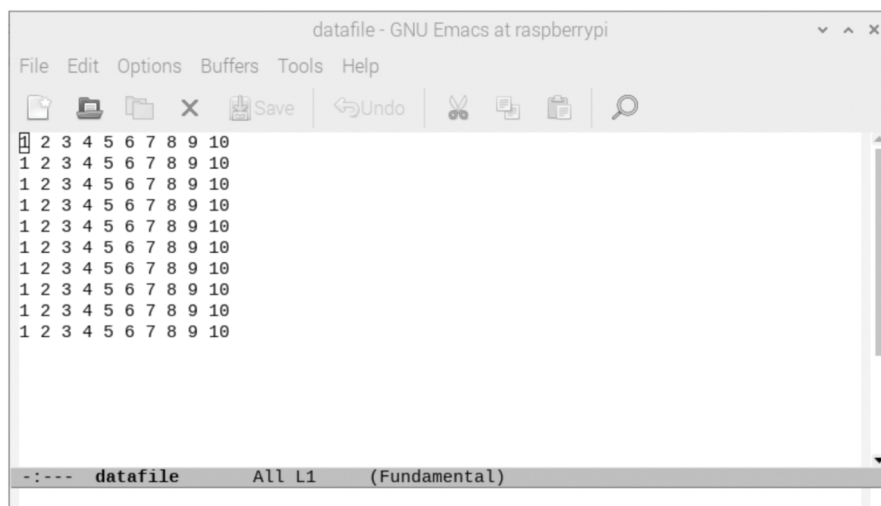 datafile - GNU Emacs at raspberrypi
File Edit Options Buffers Tools Help
Save Undo
1 2 3 4 5 6 7 8 9 10
1 2 3 4 5 6 7 8 9 10
1 2 3 4 5 6 7 8 9 10
1 2 3 4 5 6 7 8 9 10
1 2 3 4 5 6 7 8 9 10
1 2 3 4 5 6 7 8 9 10
1 2 3 4 5 6 7 8 9 10
1 2 3 4 5 6 7 8 9 10
1 2 3 4 5 6 7 8 9 10
1 2 3 4 5 6 7 8 9 10
-:--- datafile All L1 (Fundamental)